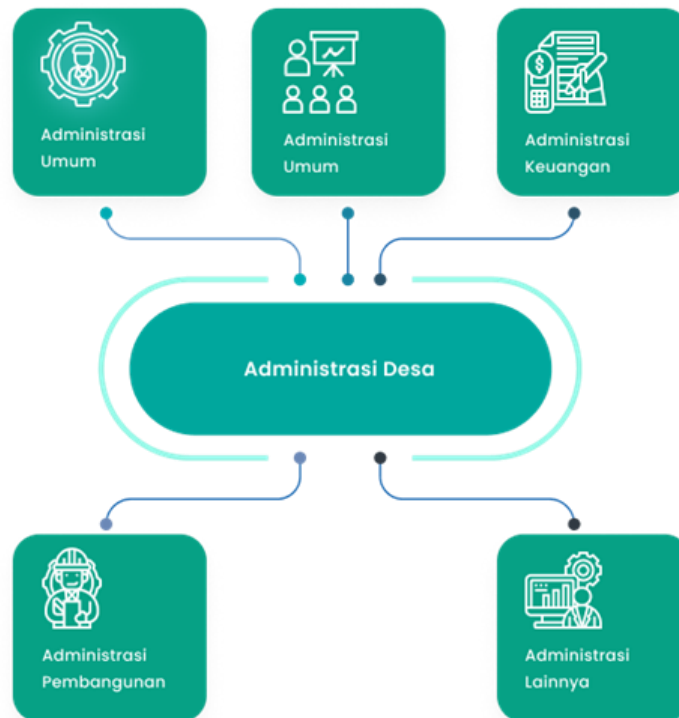 Administrasi
Umum
Administrasi
Umum
Administrasi
Keuangan
Administrasi Desa
Administrasi
Pembangunan
Administrasi
Lainnya